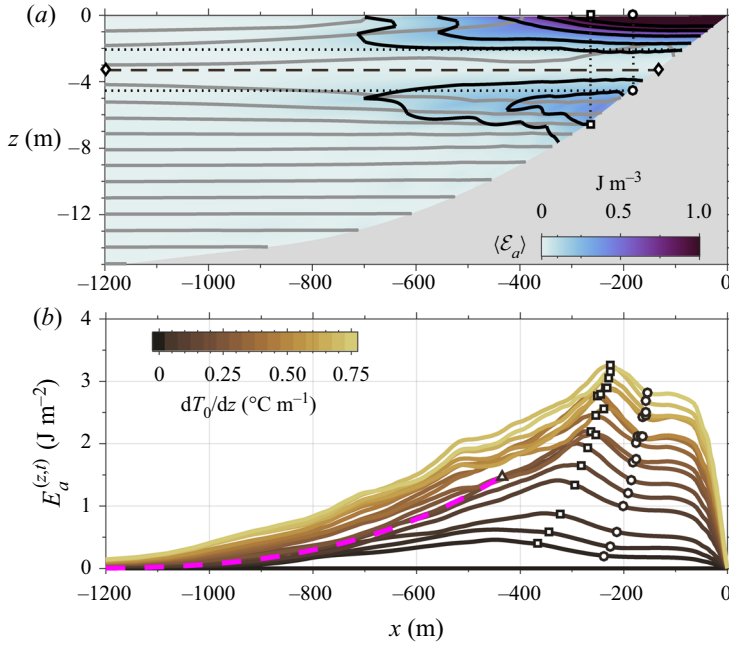 (a)
0
−4
z (m)
−8
−12
J m−3
0 0.5 1.0
⟨ℰa⟩
−1200 −1000 −800 −600 −400 −200 0
(b)
4
3
2
1
0
E_a^(z,t) (J m−2)
0 0.25 0.50 0.75
dT0/dz (°C m−1)
−1200 −1000 −800 −600 −400 −200 0
x (m)